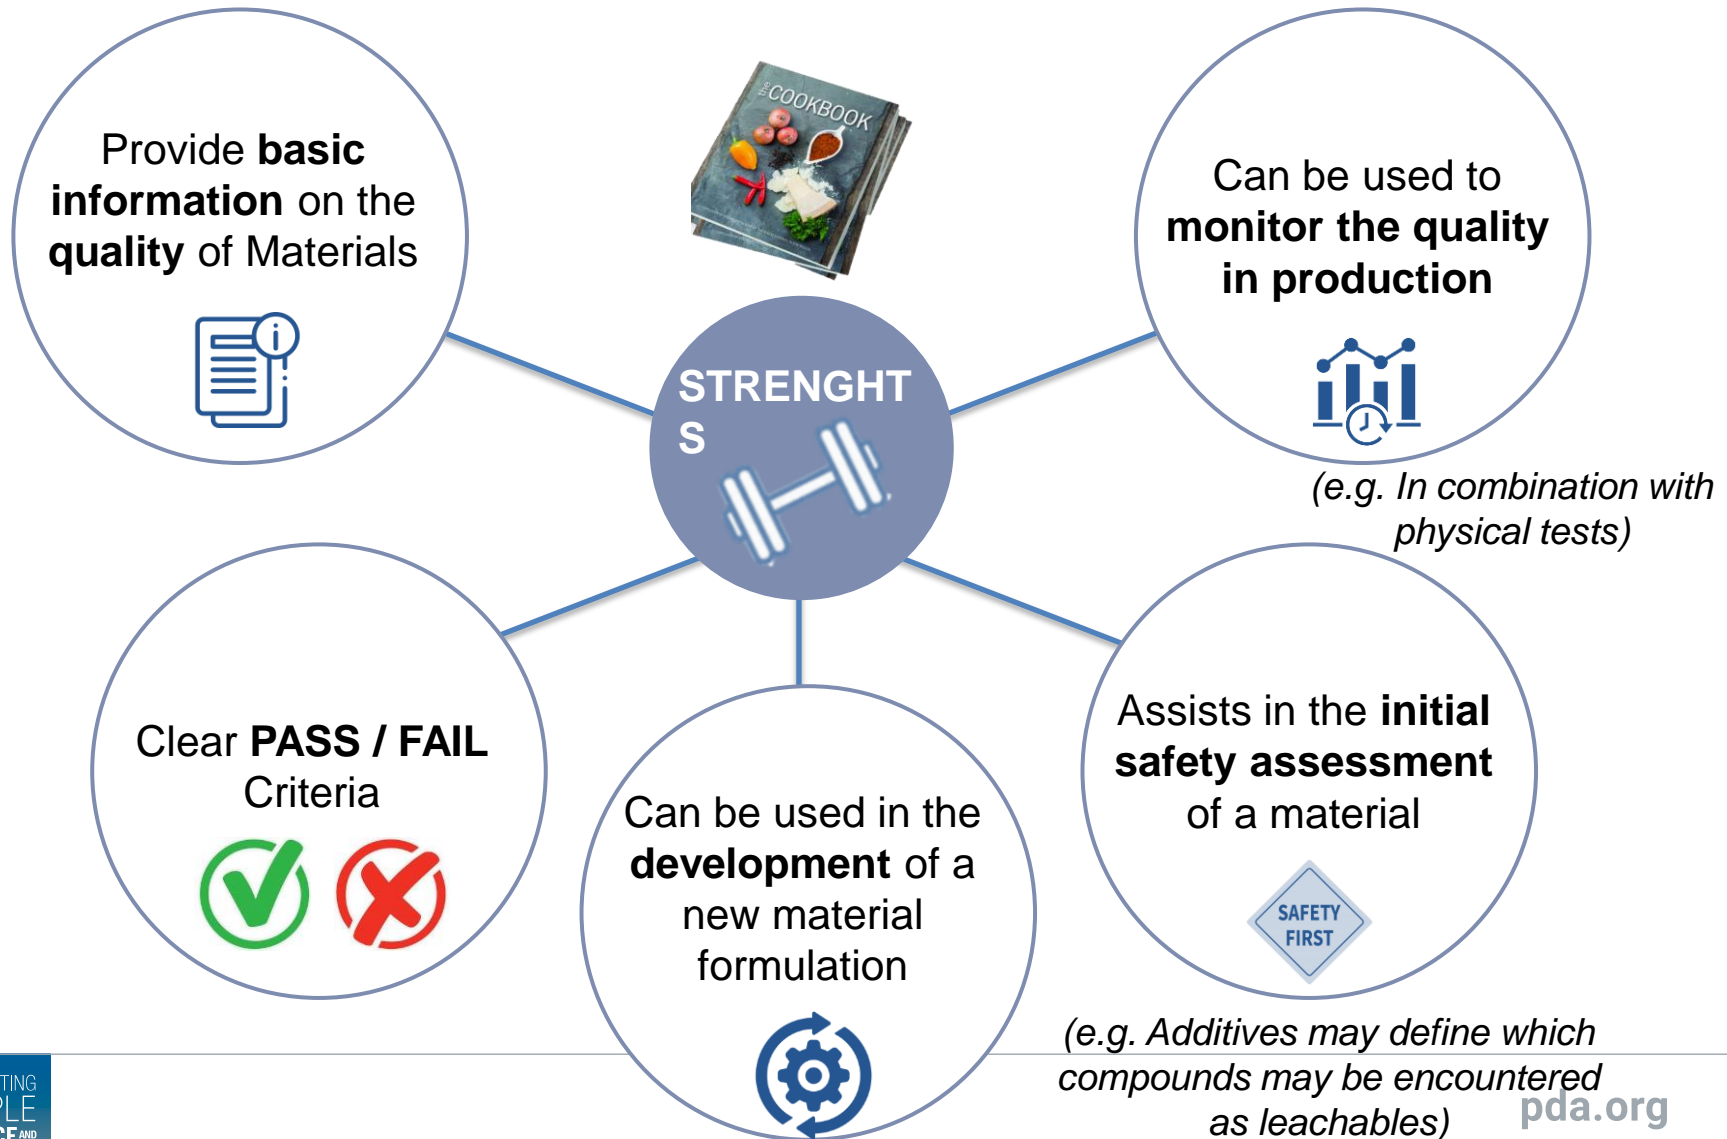 Provide basic
information on the
quality of Materials
the COOKBOOK
Can be used to
monitor the quality
in production
(e.g. In combination with
physical tests)
STRENGHT
S
Clear PASS / FAIL
Criteria
Can be used in the
development of a
new material
formulation
Assists in the initial
safety assessment
of a material
SAFETY
FIRST
(e.g. Additives may define which
compounds may be encountered
as leachables)
TING
PLE
CE AND
pda.org